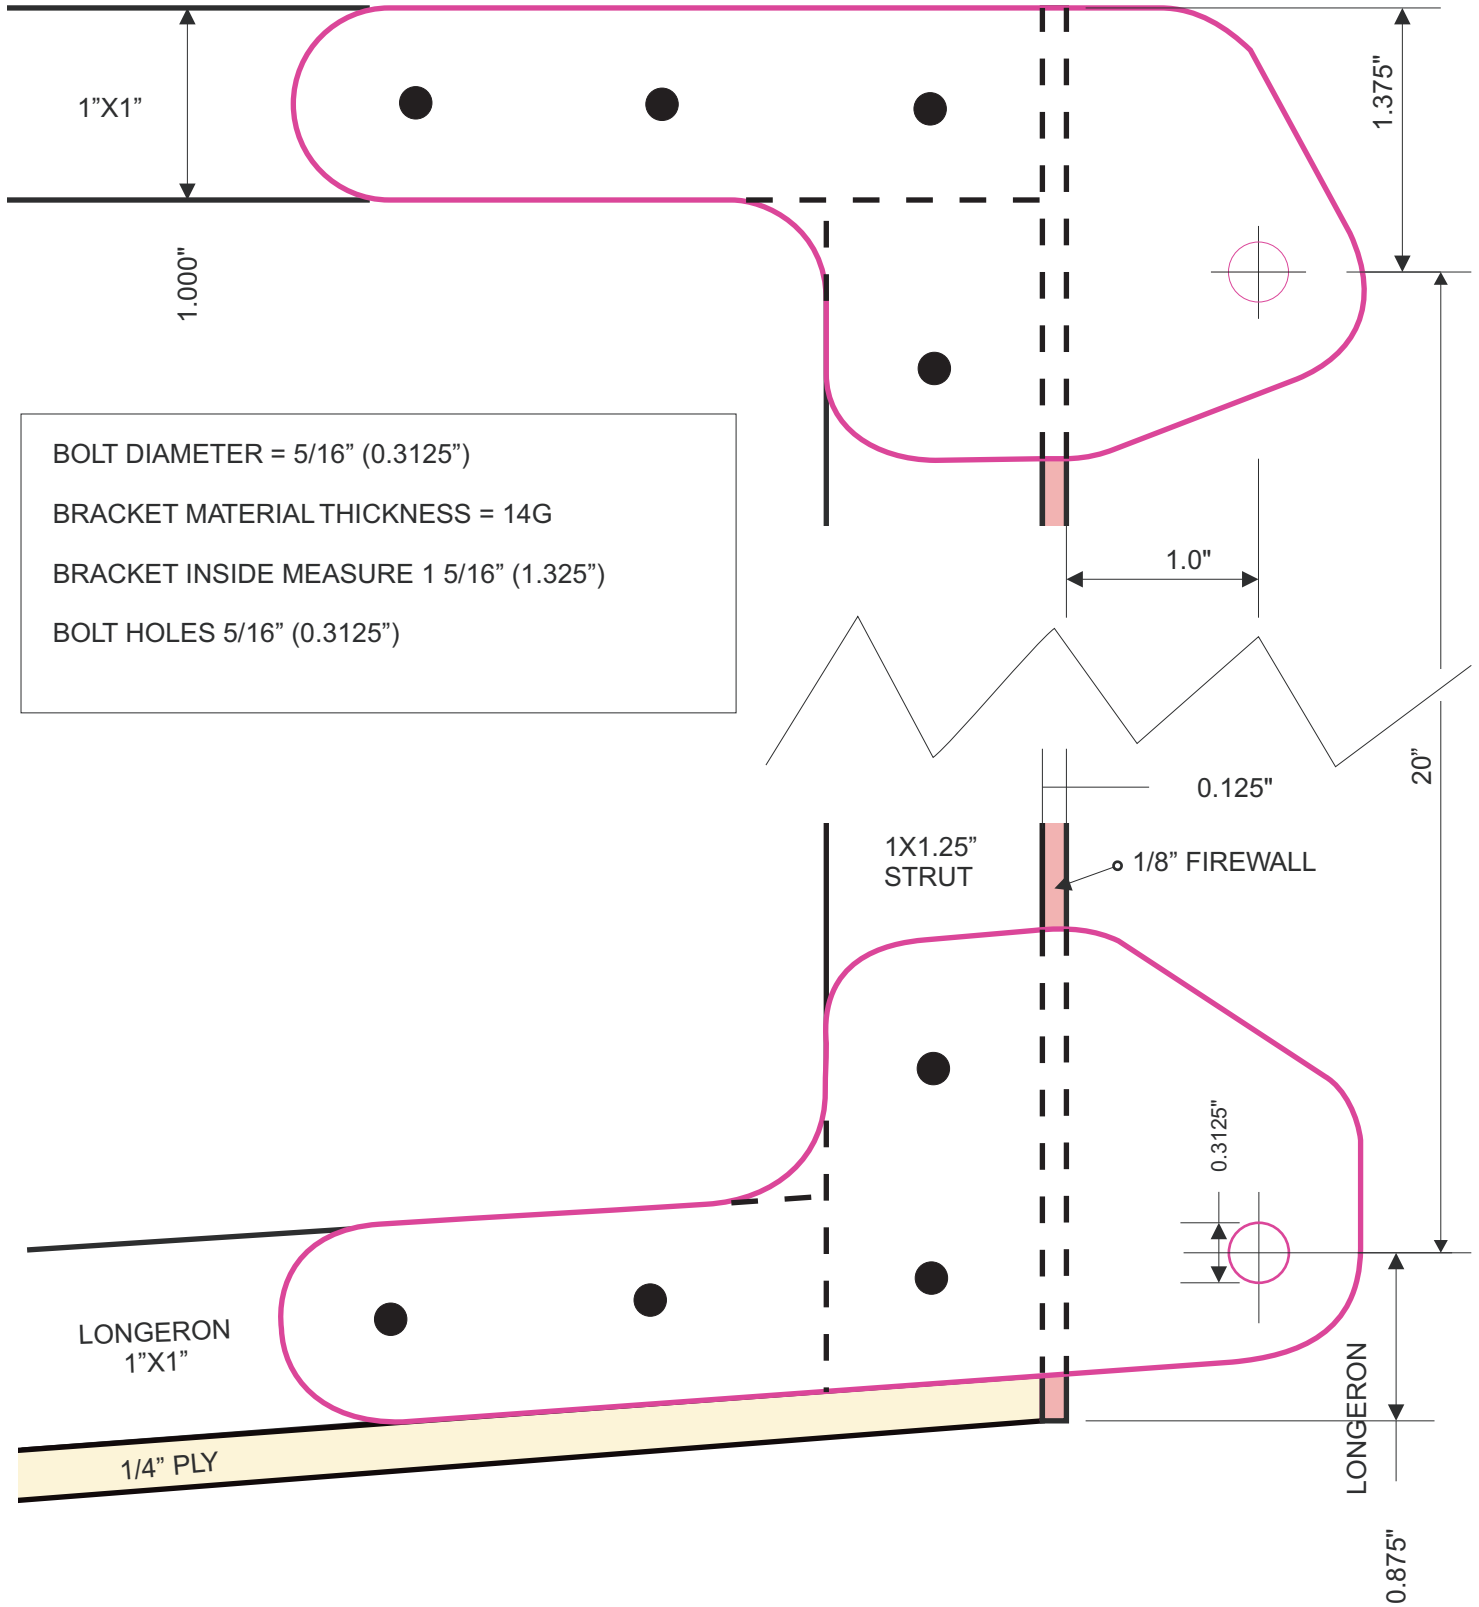 1”X1”
1.375"
1.000"
BOLT DIAMETER = 5/16” (0.3125”)
BRACKET MATERIAL THICKNESS = 14G
BRACKET INSIDE MEASURE 1 5/16” (1.325”)
BOLT HOLES 5/16” (0.3125”)
1.0"
20”
0.125"
1X1.25”
STRUT
1/8” FIREWALL
0.3125"
LONGERON
1”X1”
LONGERON
1/4” PLY
0.875"